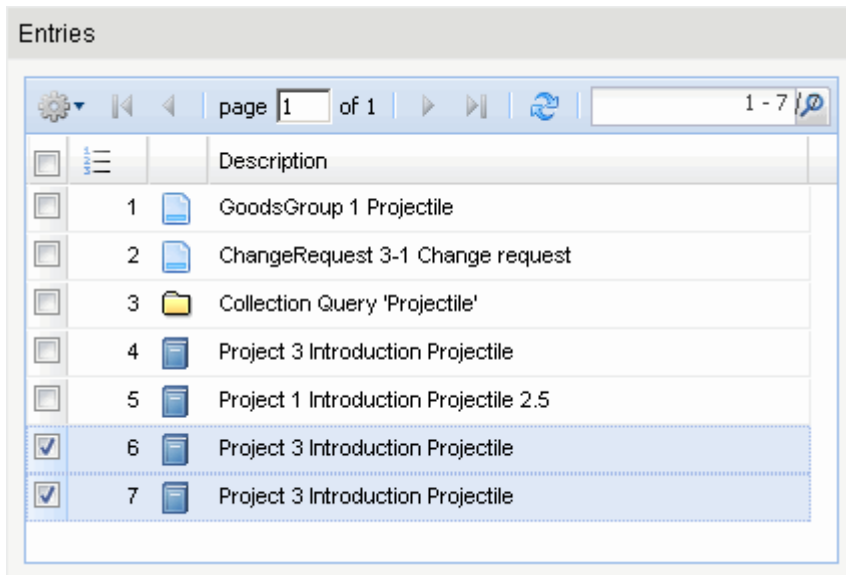 Entries
page 1 of 1 1 - 7 /
Description
1 GoodsGroup 1 Projectile
2 ChangeRequest 3-1 Change request
3 Collection Query 'Projectile'
4 Project 3 Introduction Projectile
5 Project 1 Introduction Projectile 2.5
6 Project 3 Introduction Projectile
7 Project 3 Introduction Projectile